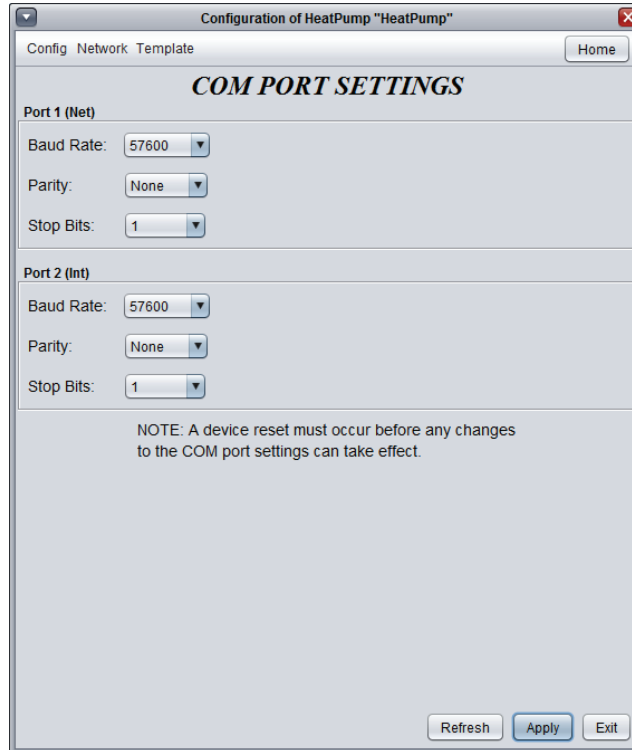 Configuration of HeatPump "HeatPump"
Config Network Template Home
COM PORT SETTINGS
Port 1 (Net)
Baud Rate: 57600
Parity: None
Stop Bits: 1
Port 2 (Int)
Baud Rate: 57600
Parity: None
Stop Bits: 1
NOTE: A device reset must occur before any changes
to the COM port settings can take effect.
Refresh Apply Exit